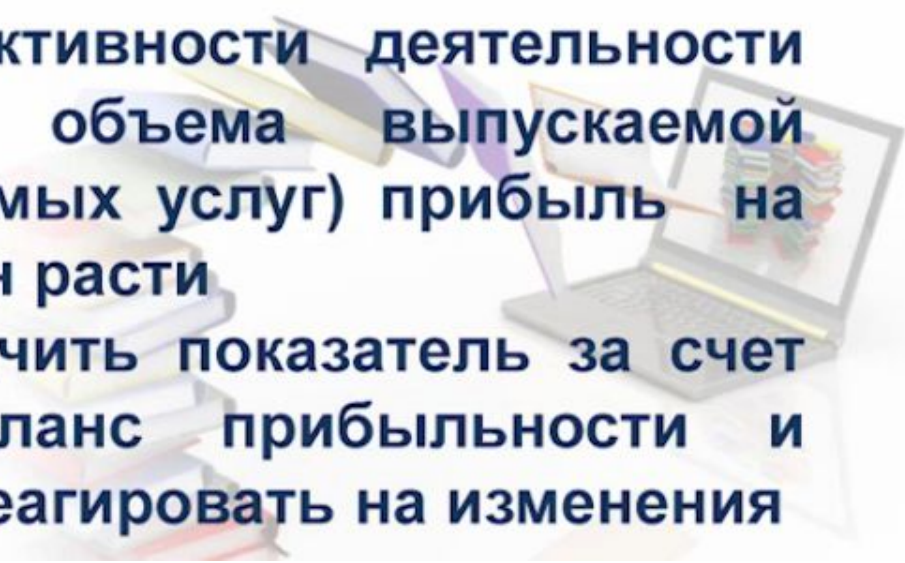 ктивности деятельности
объема выпускаемой
мых услуг) прибыль на
н расти
чить показатель за счет
ланс прибыльности и
еагировать на изменения